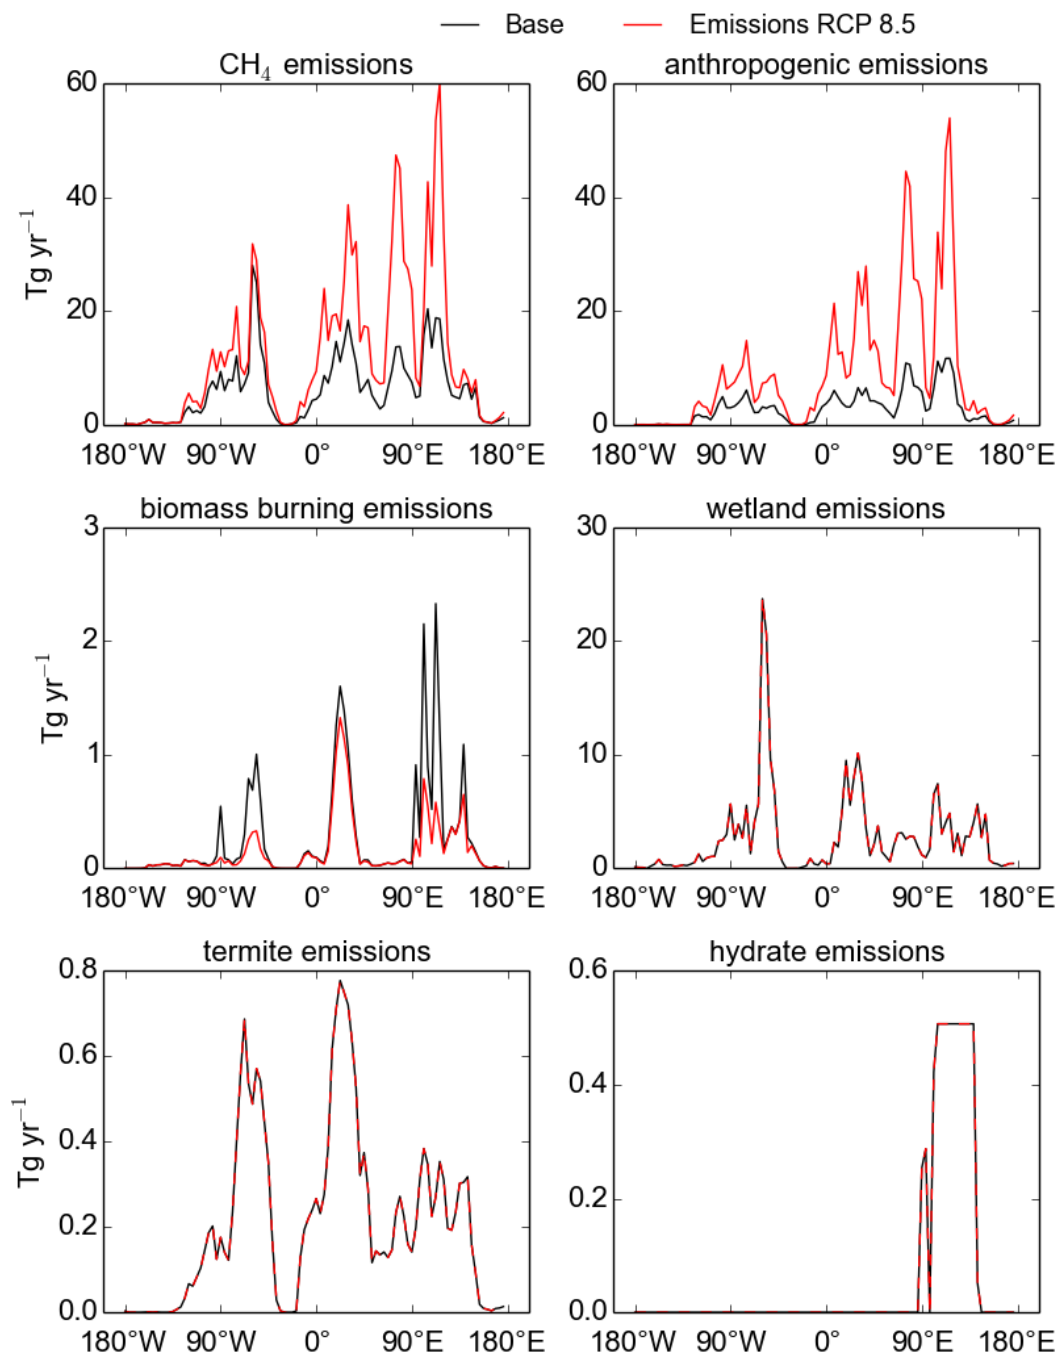 Base Emissions RCP 8.5
CH₄ emissions
60
40
20
0
Tg yr⁻¹
180°W 90°W 0° 90°E 180°E
anthropogenic emissions
60
40
20
0
180°W 90°W 0° 90°E 180°E
biomass burning emissions
3
2
1
0
Tg yr⁻¹
180°W 90°W 0° 90°E 180°E
wetland emissions
30
20
10
0
180°W 90°W 0° 90°E 180°E
termite emissions
0.8
0.6
0.4
0.2
0.0
Tg yr⁻¹
180°W 90°W 0° 90°E 180°E
hydrate emissions
0.6
0.4
0.2
0.0
180°W 90°W 0° 90°E 180°E